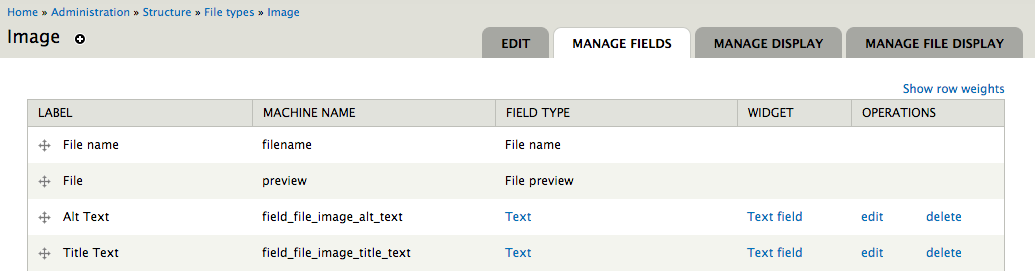 Home » Administration » Structure » File types » Image
Image
EDIT MANAGE FIELDS MANAGE DISPLAY MANAGE FILE DISPLAY
Show row weights
LABEL MACHINE NAME FIELD TYPE WIDGET OPERATIONS
File name filename File name
File preview File preview
Alt Text field_file_image_alt_text Text Text field edit delete
Title Text field_file_image_title_text Text Text field edit delete